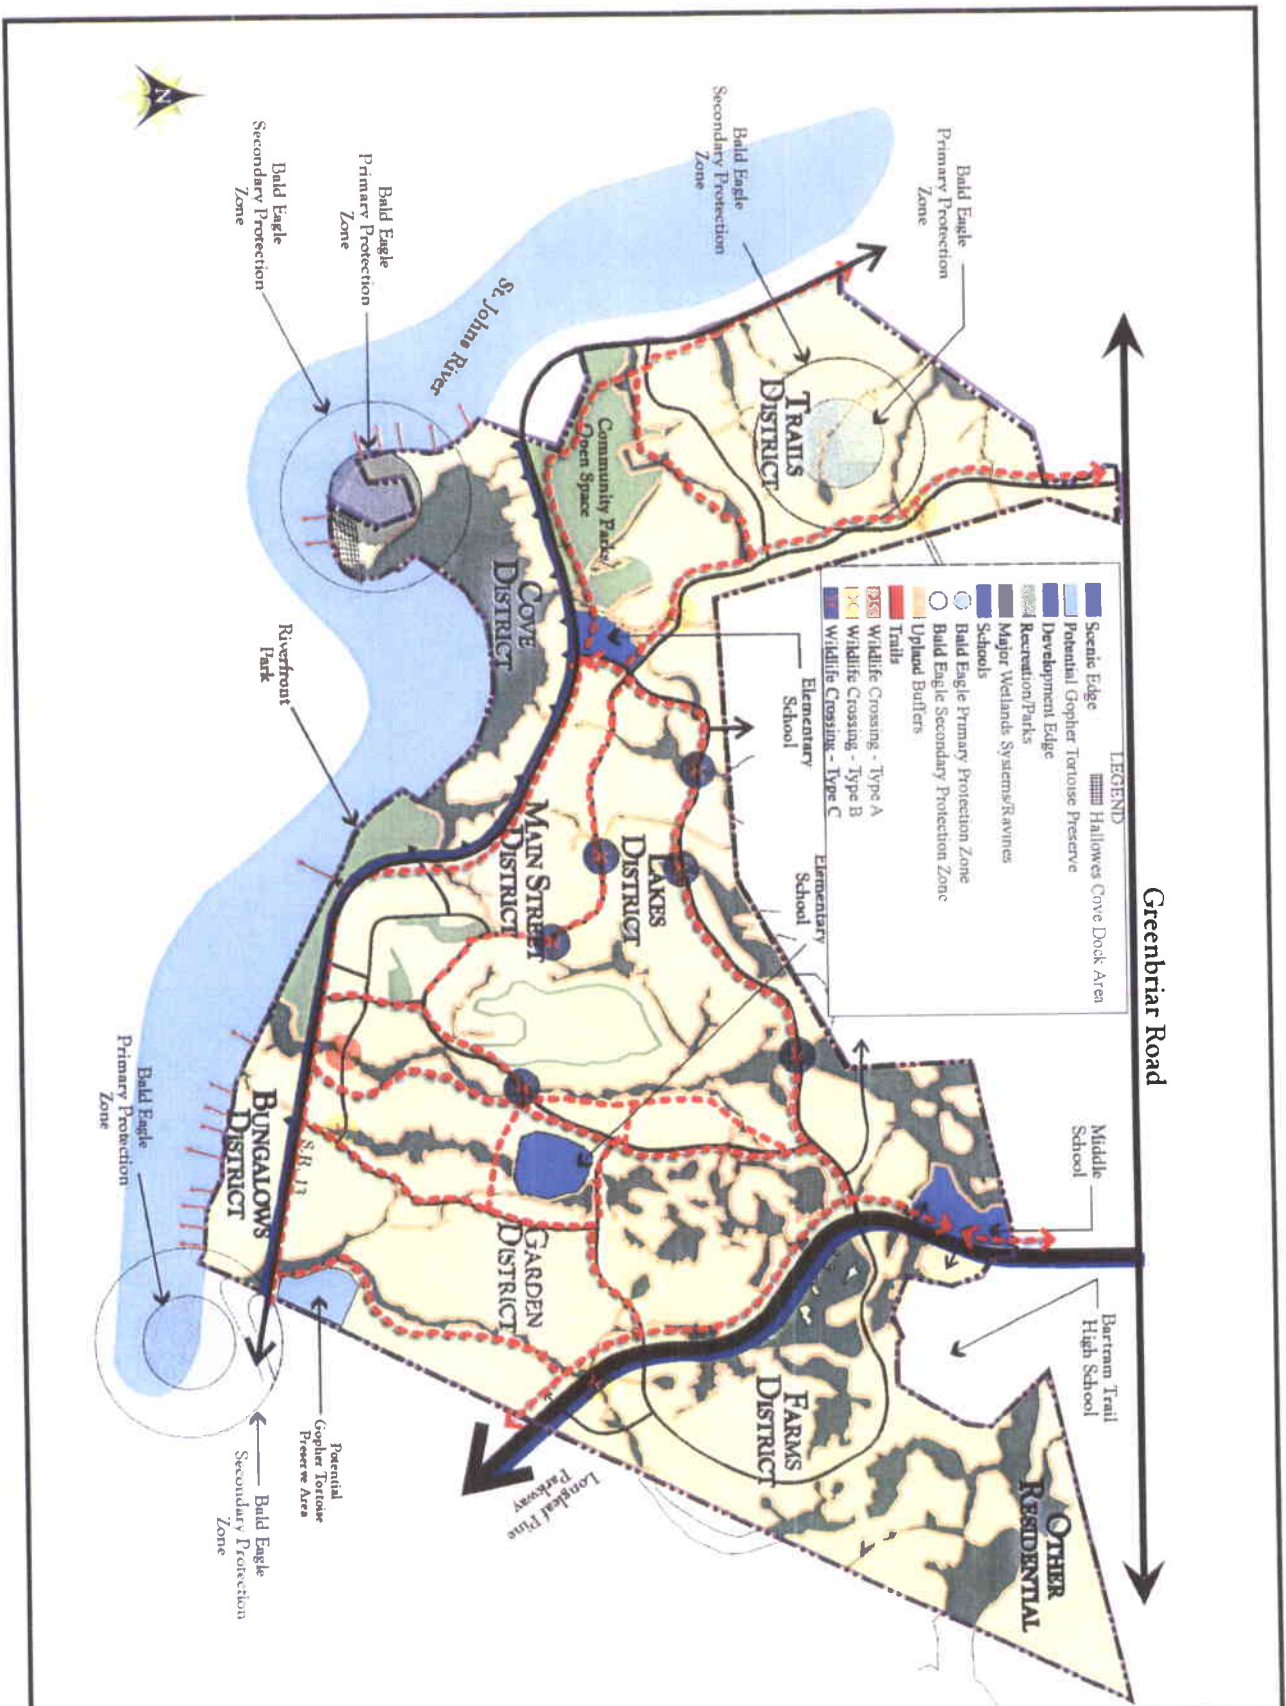 Greenbriar Road
Bald Eagle
Primary Protection
Zone
Bald Eagle
Secondary Protection
Zone
Middle
School
Bartram Trail
High School
LEGEND
Scenic Edge
Hallowes Cove Dock Area
Potential Gopher Tortoise Preserve
Development Edge
Recreation/Parks
Major Wetlands Systems/Ravines
Schools
Bald Eagle Primary Protection Zone
Bald Eagle Secondary Protection Zone
Upland Buffers
Trails
Wildlife Crossing - Type A
Wildlife Crossing - Type B
Wildlife Crossing - Type C
Elementary
School
Elementary
School
TRAILS
DISTRICT
Community Parks/
Open Space
COVE
DISTRICT
LAKES
DISTRICT
MAIN STREET
DISTRICT
GARDEN
DISTRICT
FARMS
DISTRICT
OTHER
RESIDENTIAL
Longleaf Pine
Parkway
BUNGALOWS
DISTRICT
S.R. 13
St. Johns River
Riverfront
Park
Bald Eagle
Primary Protection
Zone
Bald Eagle
Secondary Protection
Zone
Potential
Gopher Tortoise
Preserve Area
Bald Eagle
Primary Protection
Zone
Bald Eagle
Secondary Protection
Zone
N